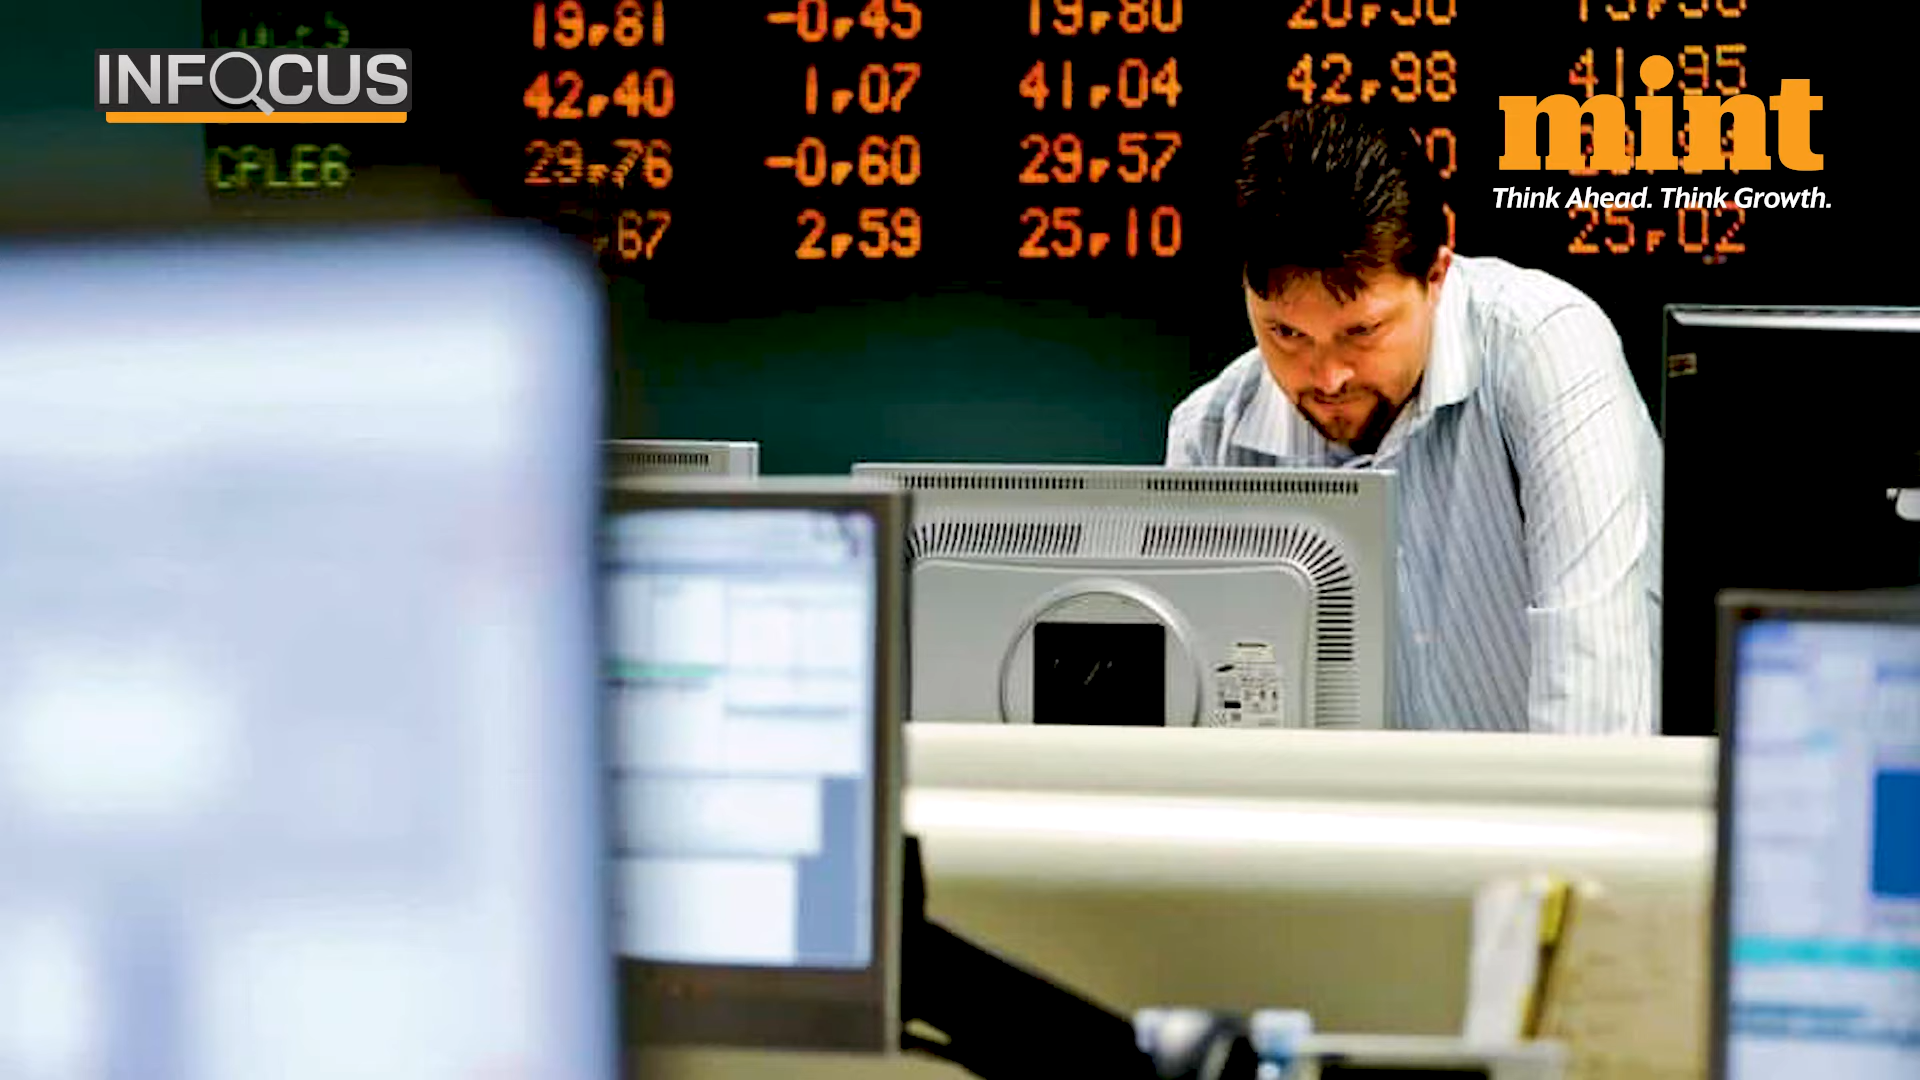 INFOCUS
mint
Think Ahead. Think Growth.
19,81 -0,45 19,80
42,40 1,07 41,04 42,98 41,95
CPLE6 29,76 -0,60 29,57
67 2,59 25,10 25,02